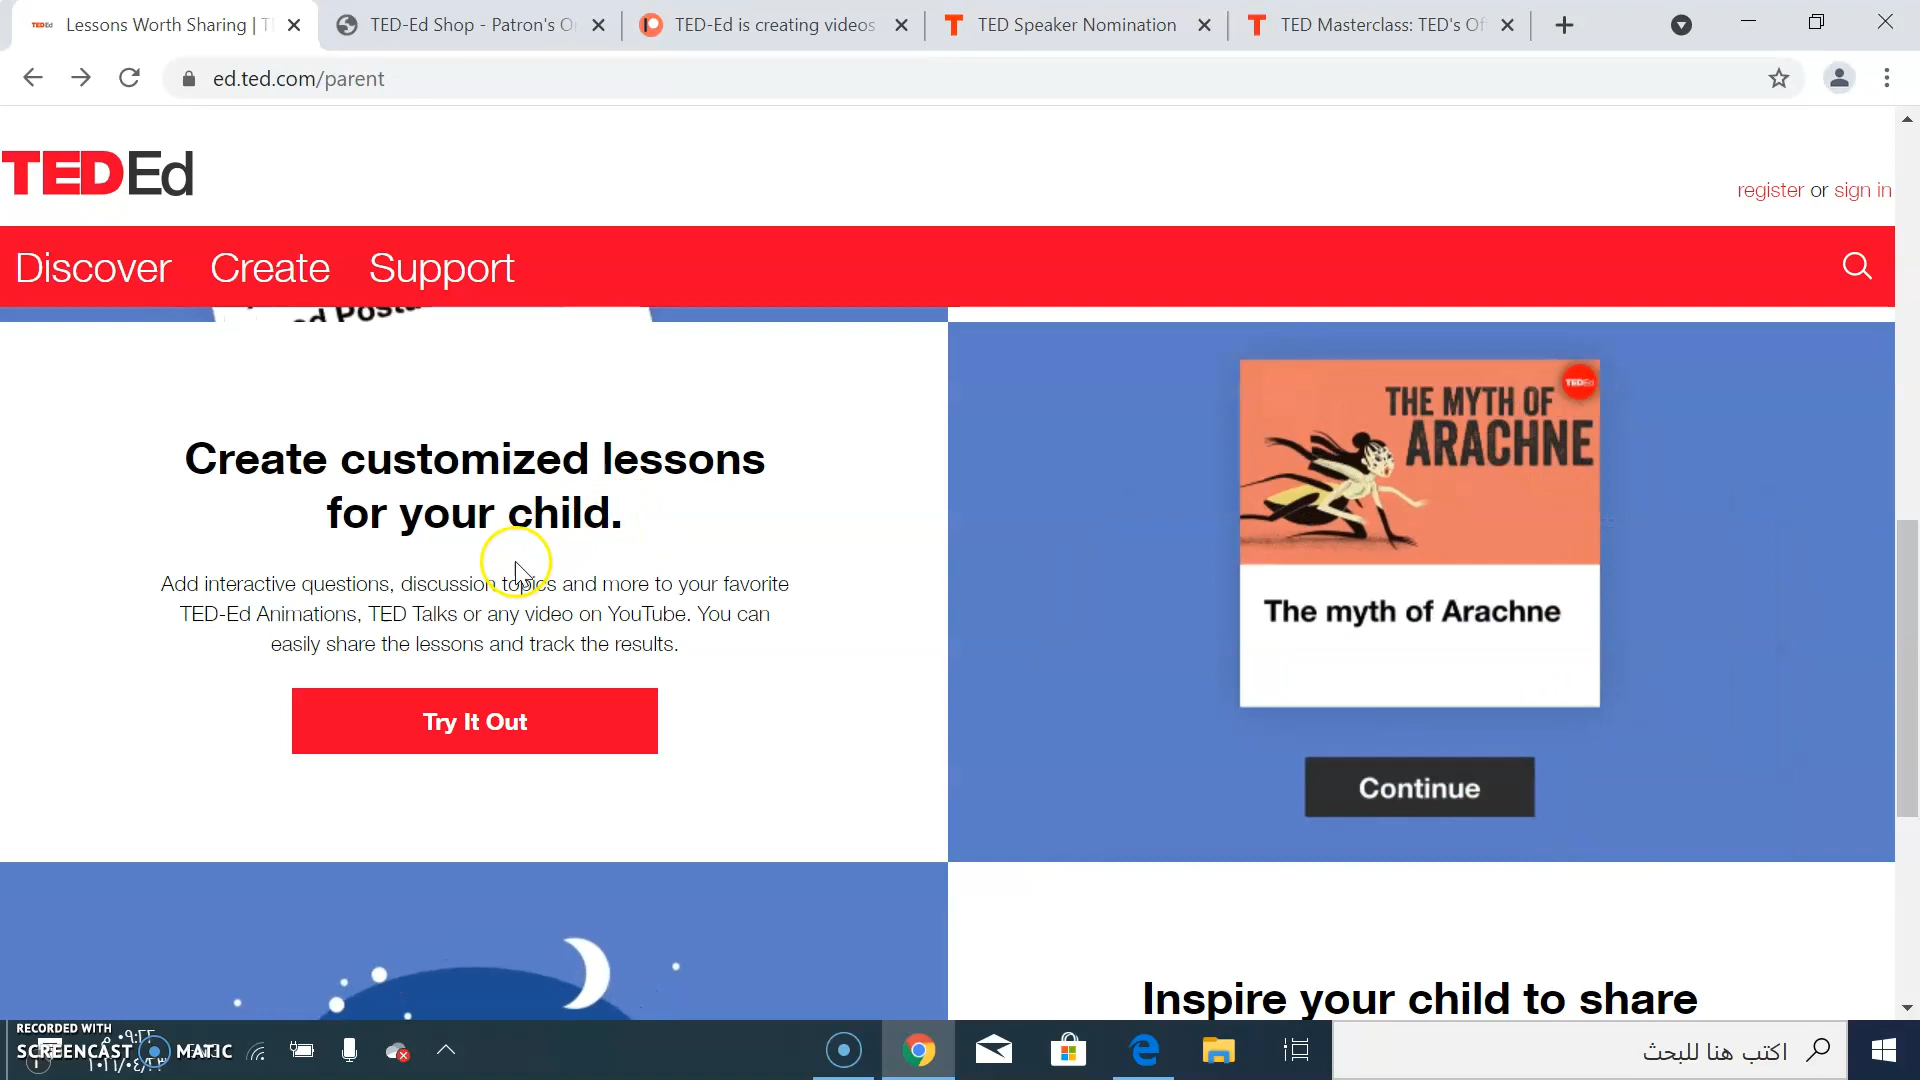 Lessons Worth Sharing | T
TED-Ed Shop - Patron's O
TED-Ed is creating videos
TED Speaker Nomination
TED Masterclass: TED's Of
ed.ted.com/parent
TEDEd
register or sign in
Discover Create Support
Create customized lessons
for your child.
Add interactive questions, discussion topics and more to your favorite
TED-Ed Animations, TED Talks or any video on YouTube. You can
easily share the lessons and track the results.
Try It Out
TEDEd
THE MYTH OF
ARACHNE
The myth of Arachne
Continue
Inspire your child to share
RECORDED WITH
SCREENCAST MATIC
اكتب هنا للبحث